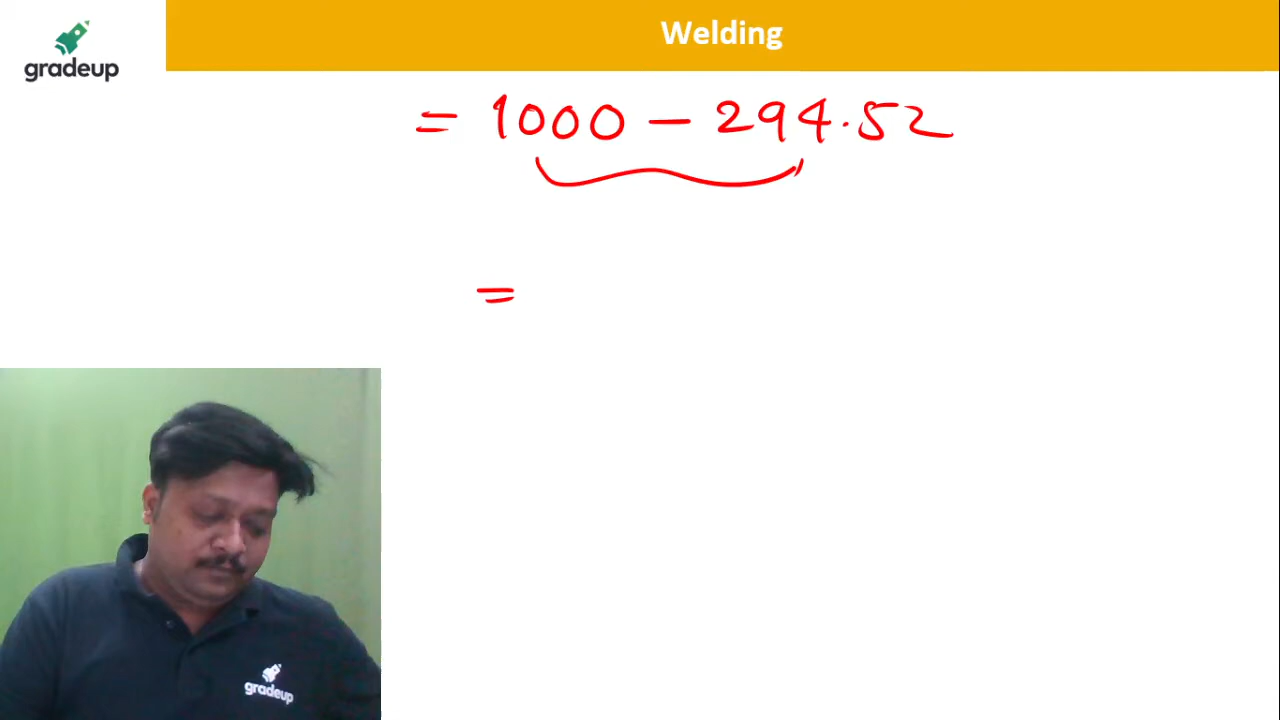 Welding
gradeup
= 1000 - 294.52
=
gradeup